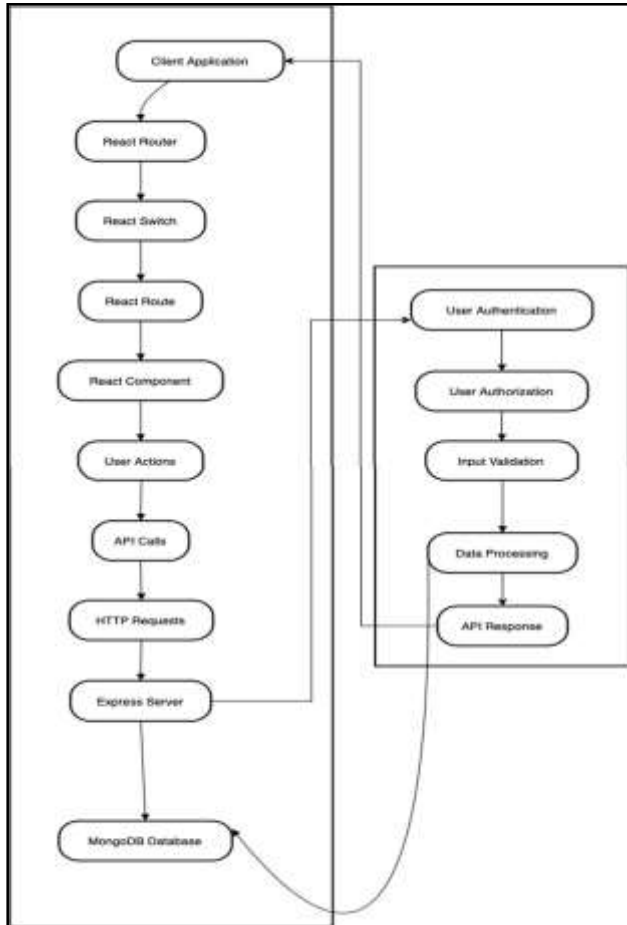 Client Application
React Router
React Switch
React Route
React Component
User Actions
API Calls
HTTP Requests
Express Server
MongoDB Database
User Authentication
User Authorization
Input Validation
Data Processing
API Response